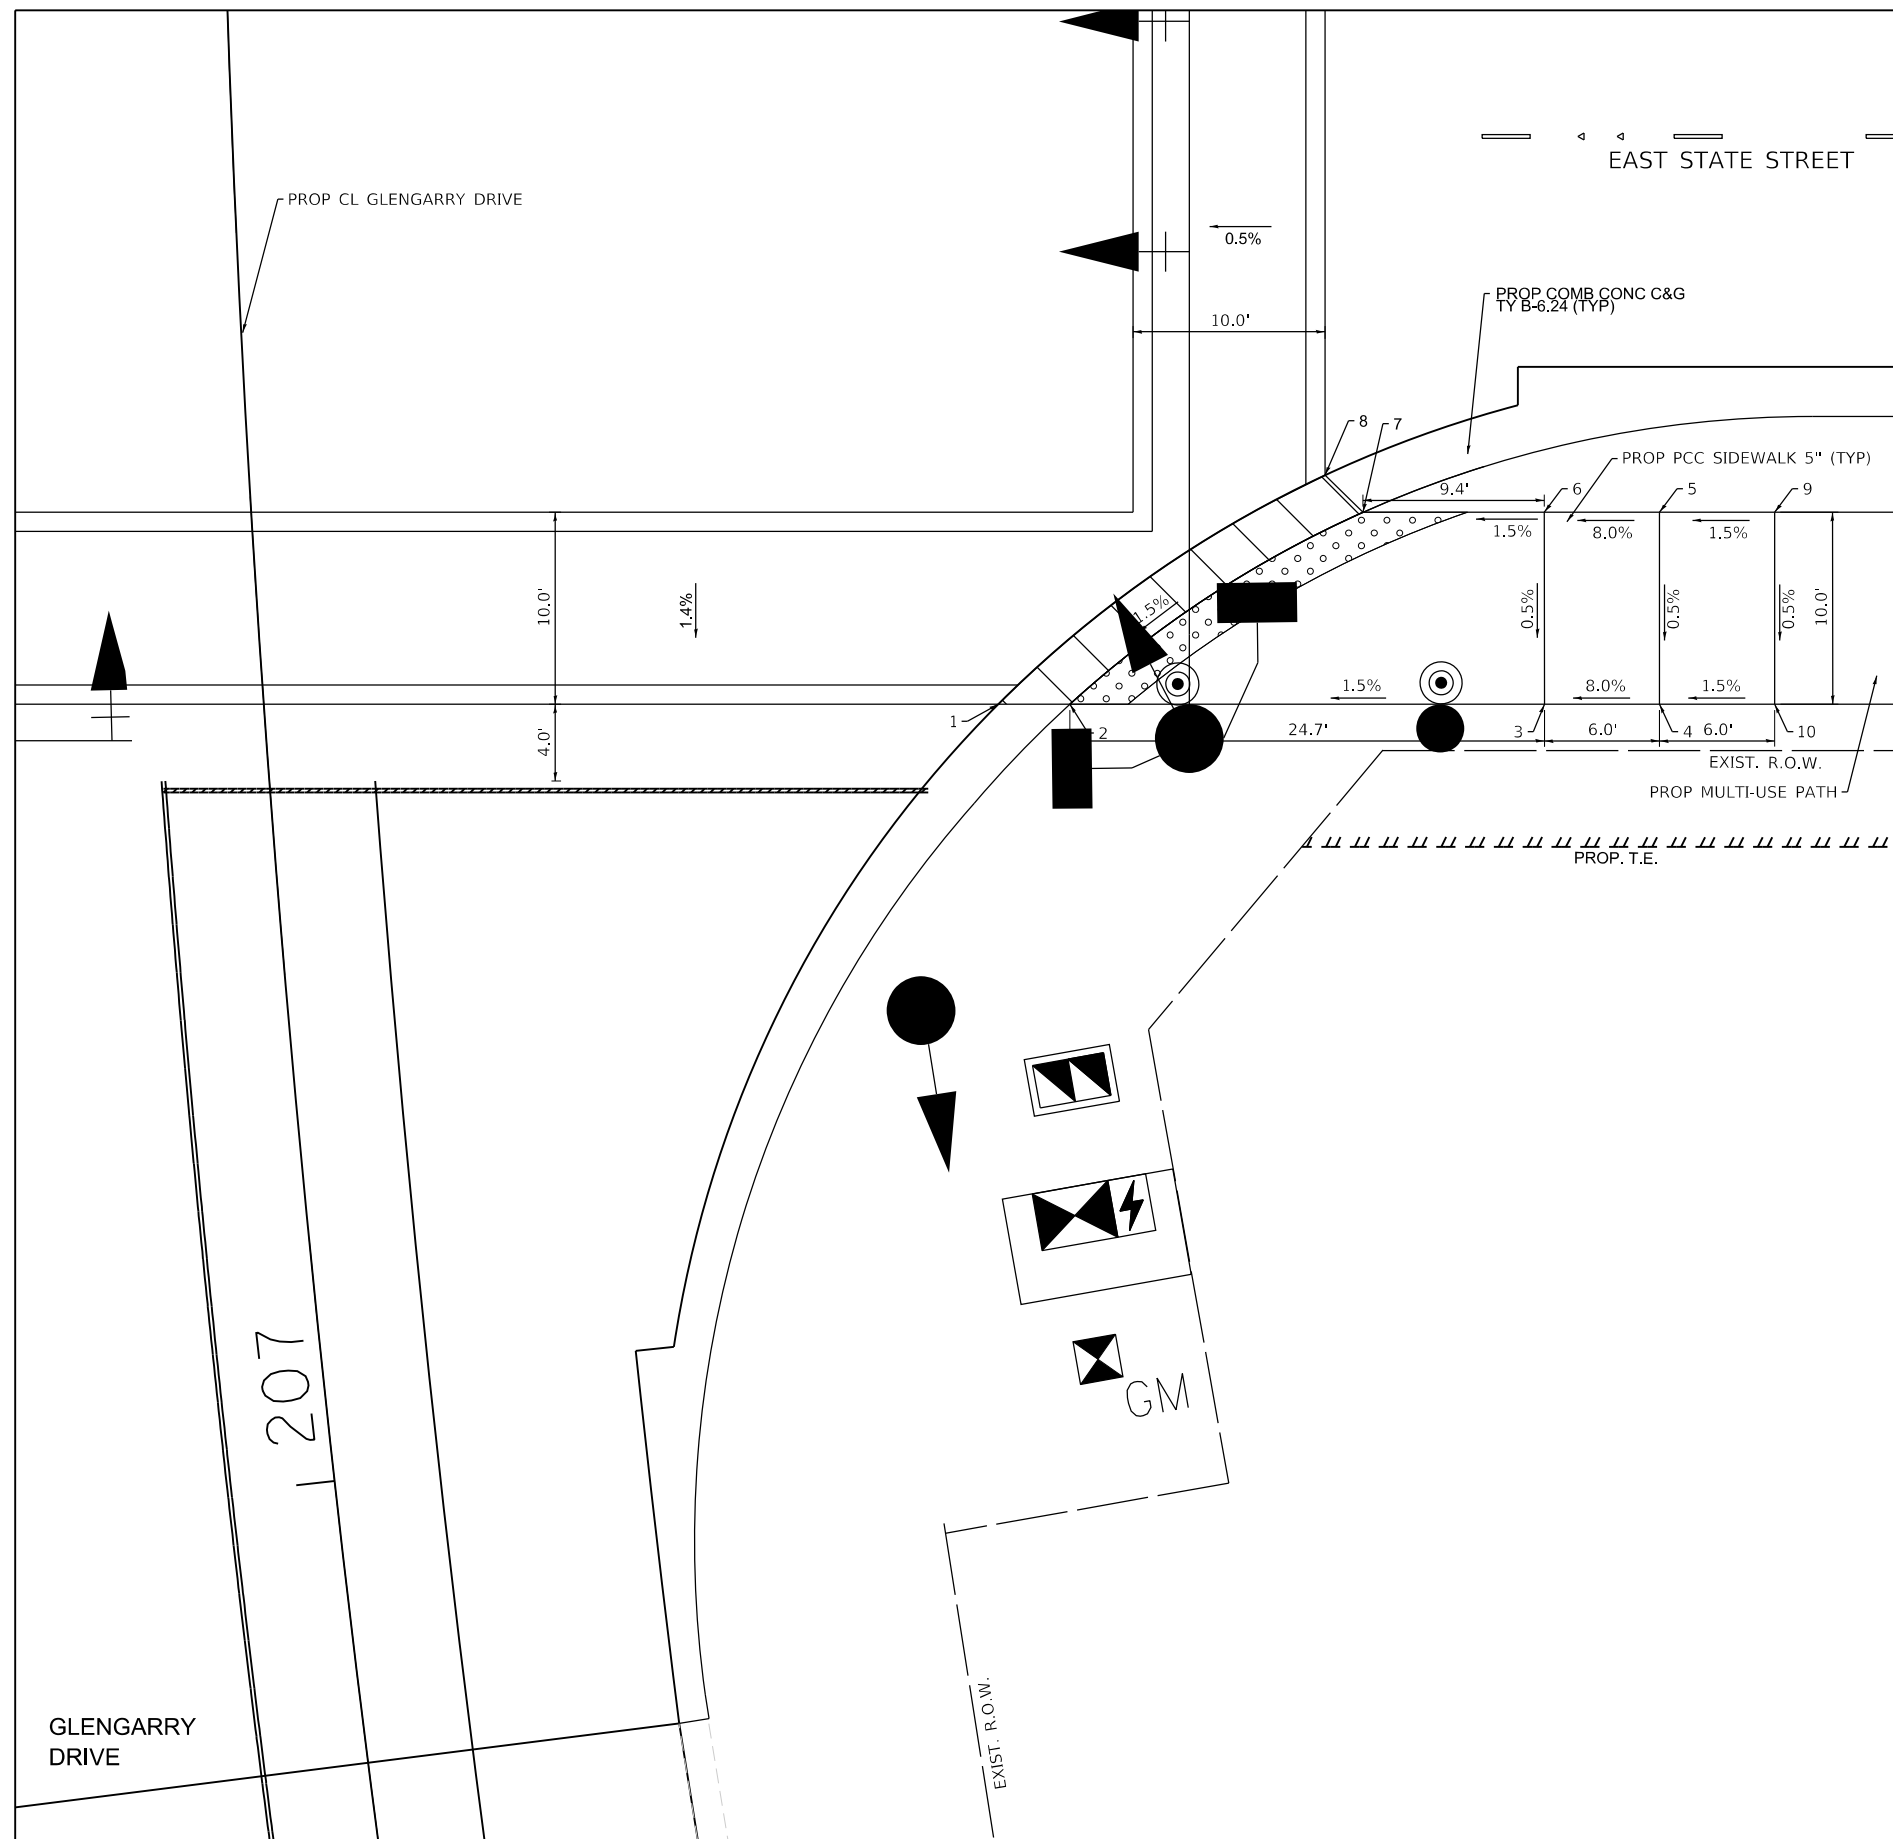 EAST STATE STREET
PROP CL GLENGARRY DRIVE
0.5%
PROP COMB CONC C&G
TY B-6.24 (TYP)
10.0'
8
7
PROP PCC SIDEWALK 5" (TYP)
9.4'
6
5
9
1.5%
8.0%
1.5%
10.0'
1.4%
1.5%
0.5%
0.5%
0.5%
10.0'
1.5%
8.0%
1.5%
1
2
4.0'
24.7'
3
6.0'
4
6.0'
10
EXIST. R.O.W.
PROP MULTI-USE PATH
PROP. T.E.
207
GM
EXIST. R.O.W.
GLENGARRY
DRIVE